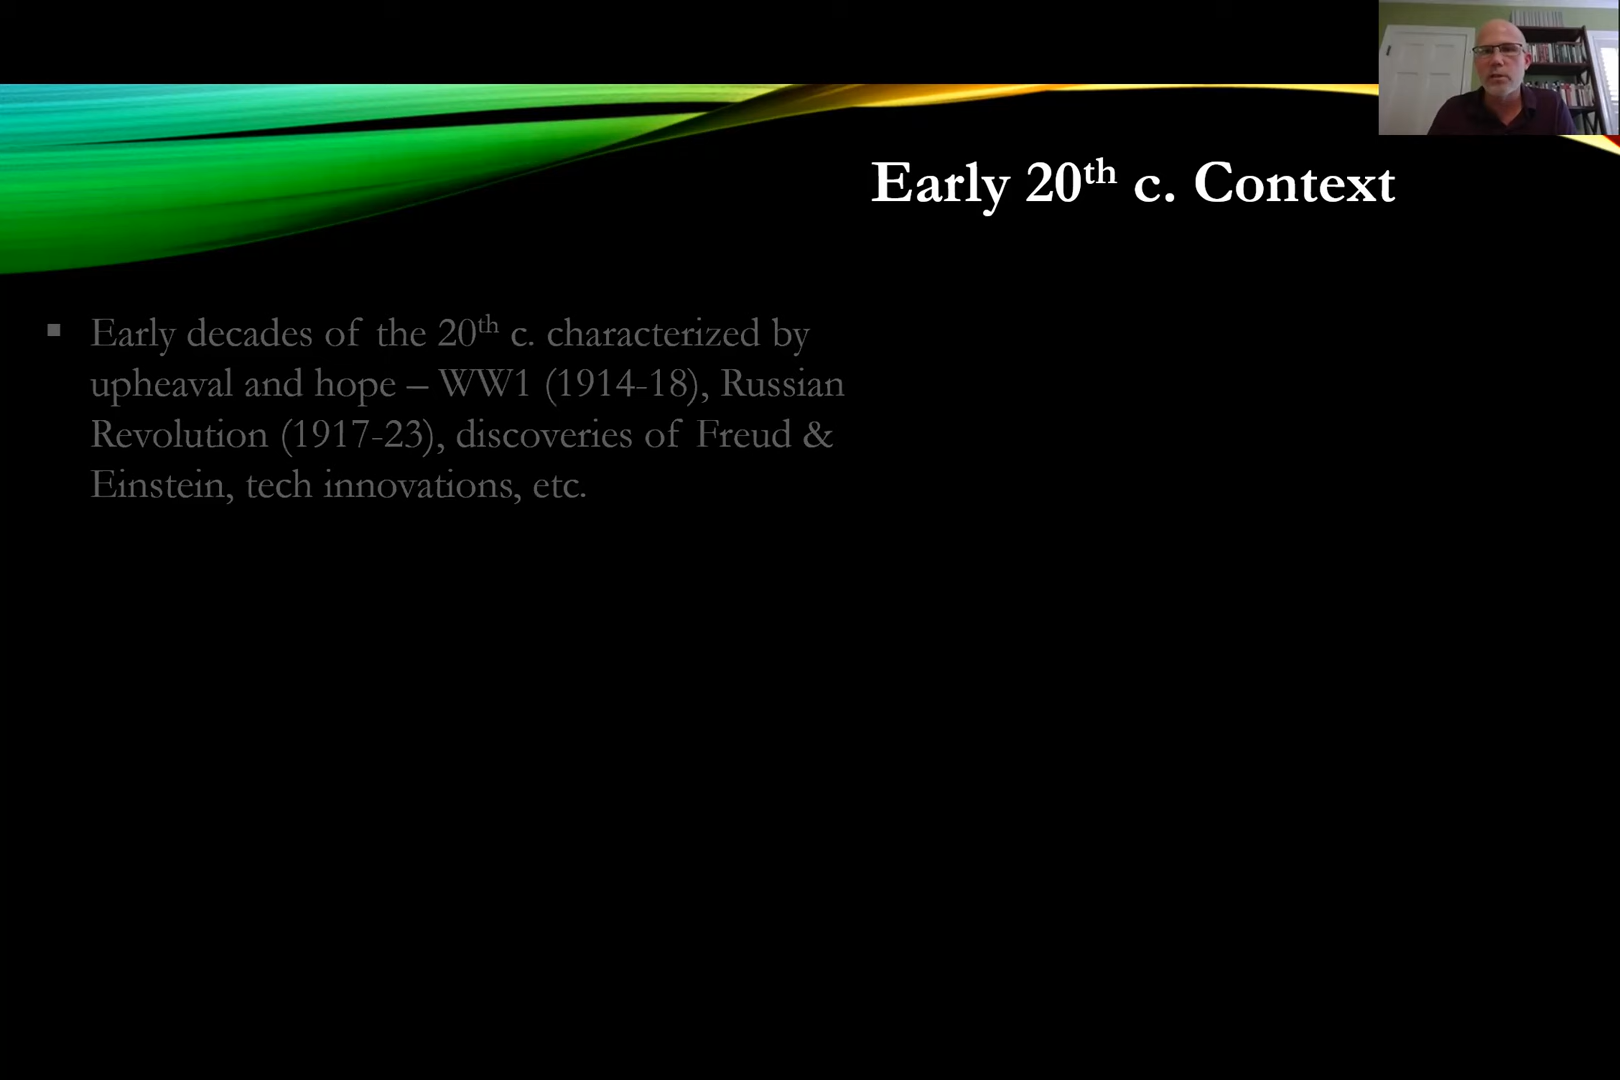 Early 20th c. Context
▪ Early decades of the 20th c. characterized by
upheaval and hope – WW1 (1914-18), Russian
Revolution (1917-23), discoveries of Freud &
Einstein, tech innovations, etc.